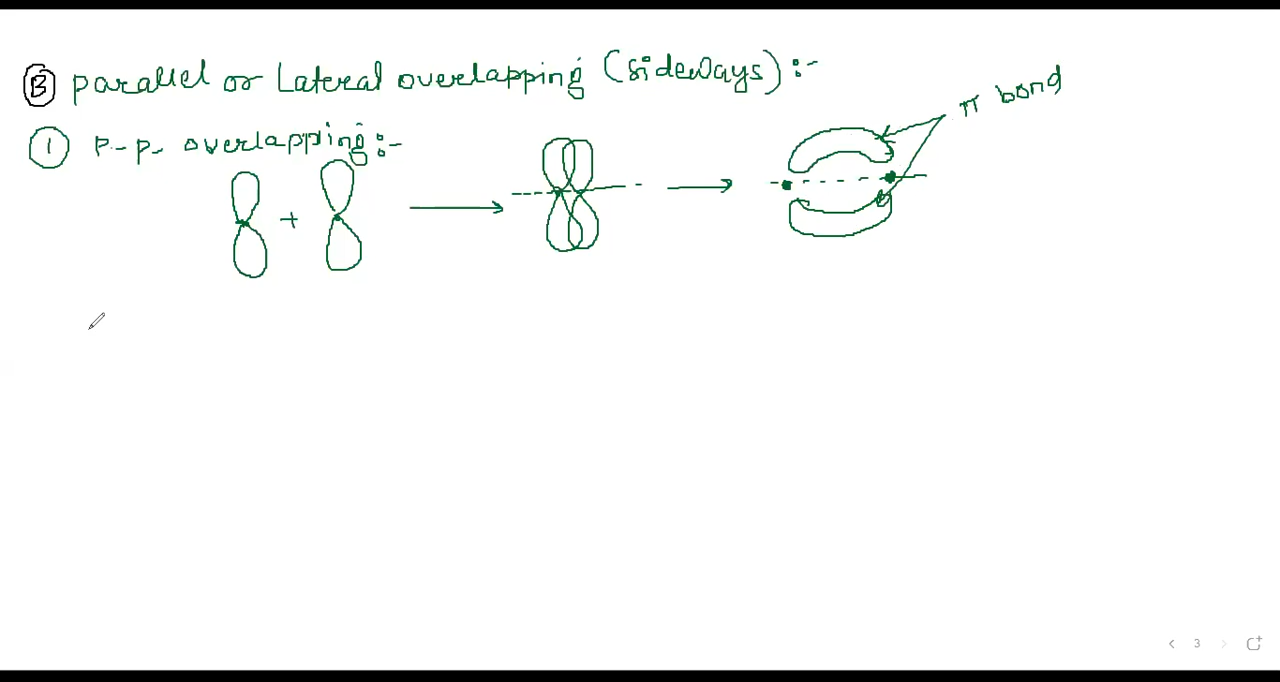 (B) parallel or Lateral overlapping (sideways) :-
(1) p-p overlapping :-
+
π bond
3